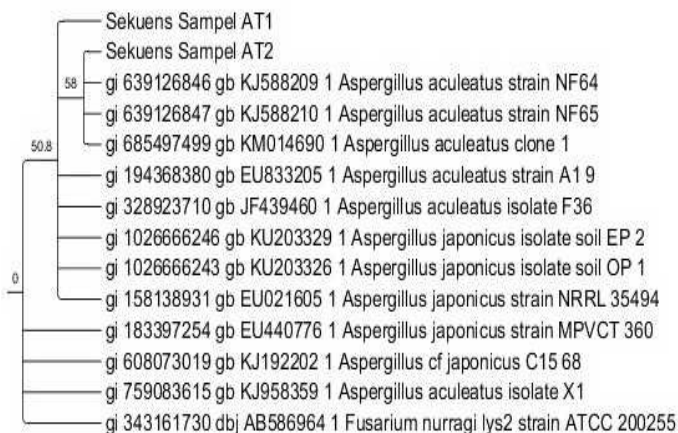 Sekuens Sampel AT1
Sekuens Sampel AT2
58
gi 639126846 gb KJ588209 1 Aspergillus aculeatus strain NF64
gi 639126847 gb KJ588210 1 Aspergillus aculeatus strain NF65
gi 685497499 gb KM014690 1 Aspergillus aculeatus clone 1
50.8
gi 194368380 gb EU833205 1 Aspergillus aculeatus strain A1 9
gi 328923710 gb JF439460 1 Aspergillus aculeatus isolate F36
gi 1026666246 gb KU203329 1 Aspergillus japonicus isolate soil EP 2
gi 1026666243 gb KU203326 1 Aspergillus japonicus isolate soil OP 1
0
gi 158138931 gb EU021605 1 Aspergillus japonicus strain NRRL 35494
gi 183397254 gb EU440776 1 Aspergillus japonicus strain MPVCT 360
gi 608073019 gb KJ192202 1 Aspergillus cf japonicus C15 68
gi 759083615 gb KJ958359 1 Aspergillus aculeatus isolate X1
gi 343161730 dbj AB586964 1 Fusarium nurragi lys2 strain ATCC 200255